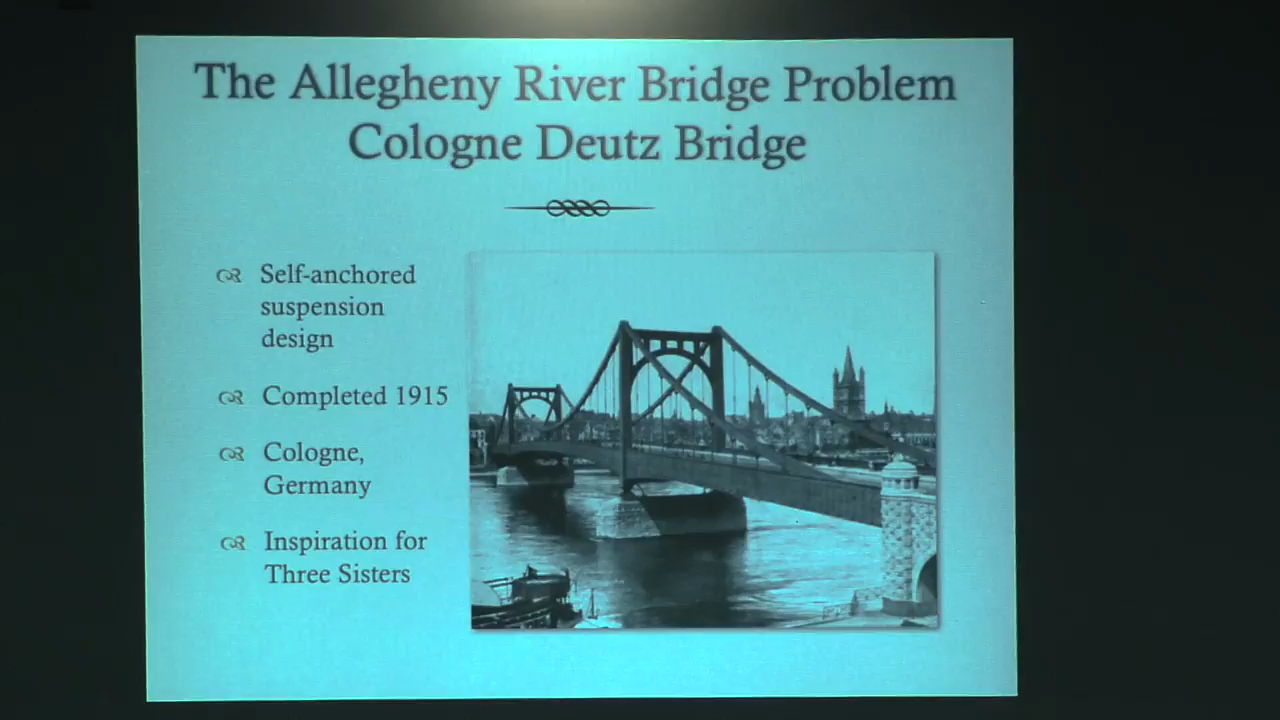 The Allegheny River Bridge Problem
Cologne Deutz Bridge
Self-anchored
suspension
design
Completed 1915
Cologne,
Germany
Inspiration for
Three Sisters